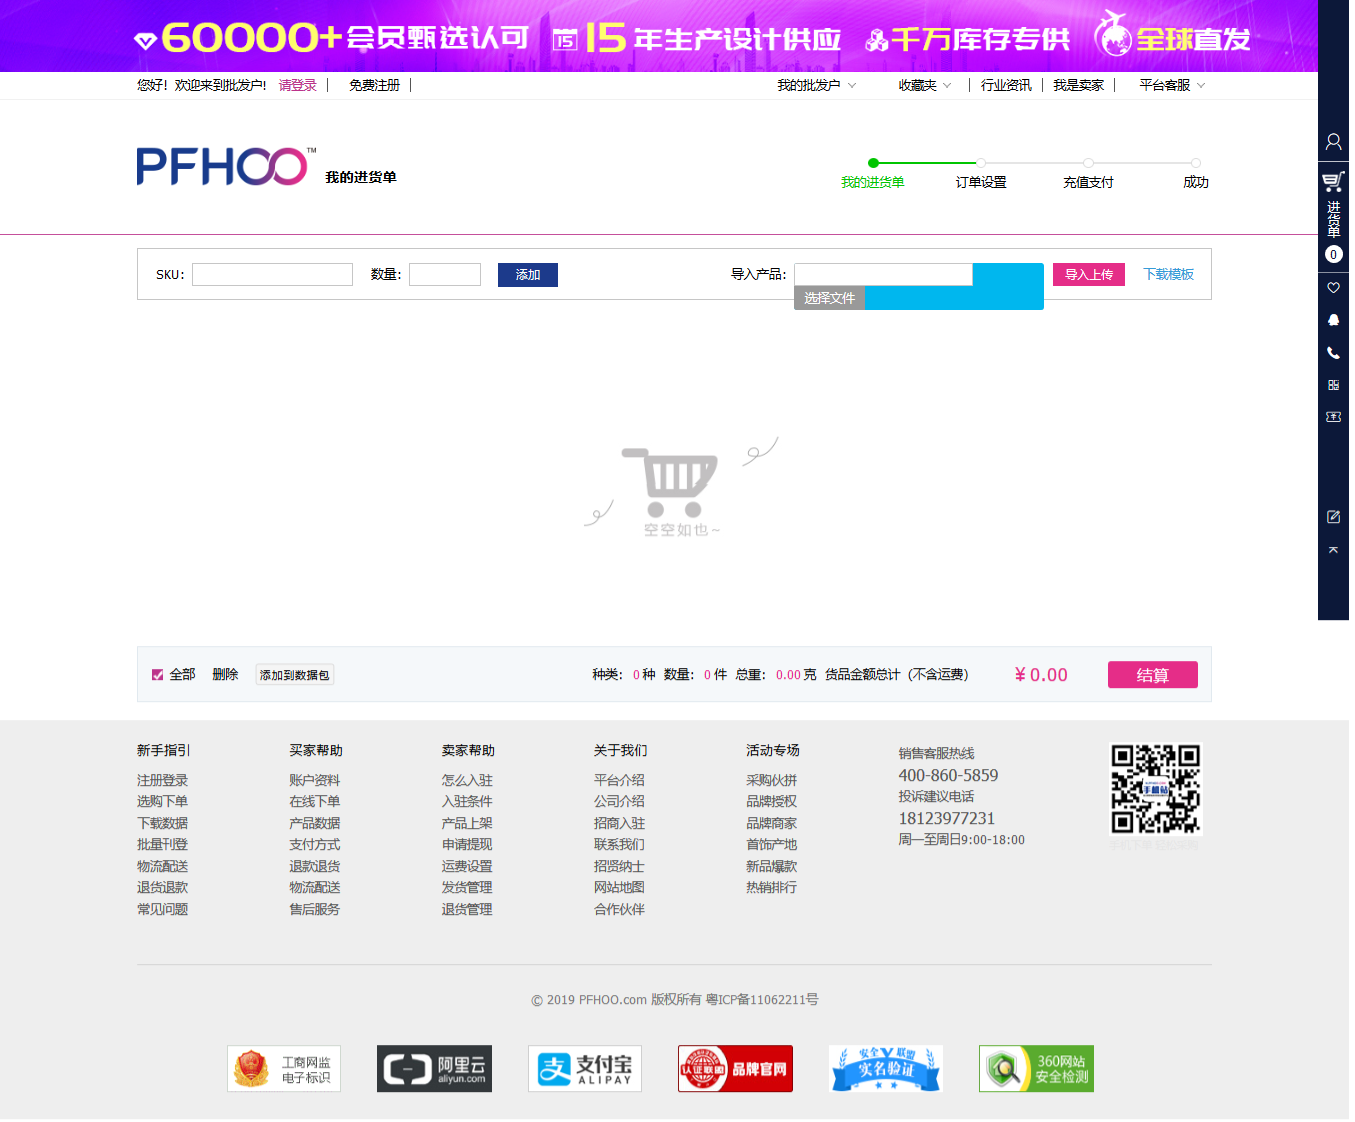 60000+会员甄选认可 15年生产设计供应 千万库存专供 全球直发
您好！欢迎来到批发户! 请登录 免费注册 我的批发户 收藏夹 行业资讯 我是卖家 平台客服
PFHOO™ 我的进货单
我的进货单 订单设置 充值支付 成功
进货单
0
SKU： 数量： 添加 导入产品： 导入上传 下载模板
选择文件
空空如也~
全部 删除 添加到数据包 种类： 0 种 数量： 0 件 总重： 0.00 克 货品金额总计（不含运费） ¥ 0.00 结算
新手指引
注册登录
选购下单
下载数据
批量刊登
物流配送
退货退款
常见问题
买家帮助
账户资料
在线下单
产品数据
支付方式
退款退货
物流配送
售后服务
卖家帮助
怎么入驻
入驻条件
产品上架
申请提现
运费设置
发货管理
退货管理
关于我们
平台介绍
公司介绍
招商入驻
联系我们
招贤纳士
网站地图
合作伙伴
活动专场
采购伙拼
品牌授权
品牌商家
首饰产地
新品爆款
热销排行
销售客服热线
400-860-5859
投诉建议电话
18123977231
周一至周日9:00-18:00
手机站
© 2019 PFHOO.com 版权所有 粤ICP备11062211号
工商网监
电子标识
阿里云
aliyun.com
支付宝
ALIPAY
认证联盟 品牌官网
安全联盟
实名验证
360网站
安全检测